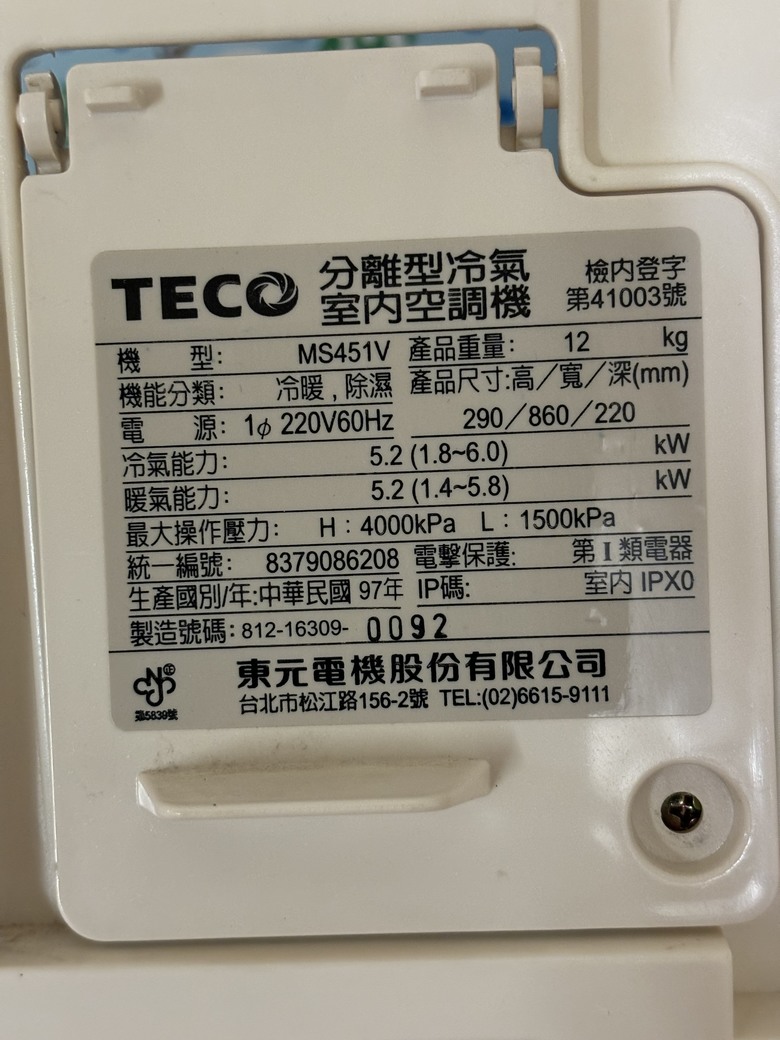 TECO 分離型冷氣 檢內登字
室內空調機 第41003號
機 型: MS451V 產品重量: 12 kg
機能分類: 冷暖,除濕 產品尺寸:高/寬/深(mm)
電 源: 1ϕ 220V60Hz 290/860/220
冷氣能力: 5.2 (1.8~6.0) kW
暖氣能力: 5.2 (1.4~5.8) kW
最大操作壓力: H:4000kPa L:1500kPa
統一編號: 8379086208 電擊保護: 第I類電器
生產國別/年:中華民國 97年 IP碼: 室內 IPX0
製造號碼:812-16309- 0092
東元電機股份有限公司
第5839號 台北市松江路156-2號 TEL:(02)6615-9111